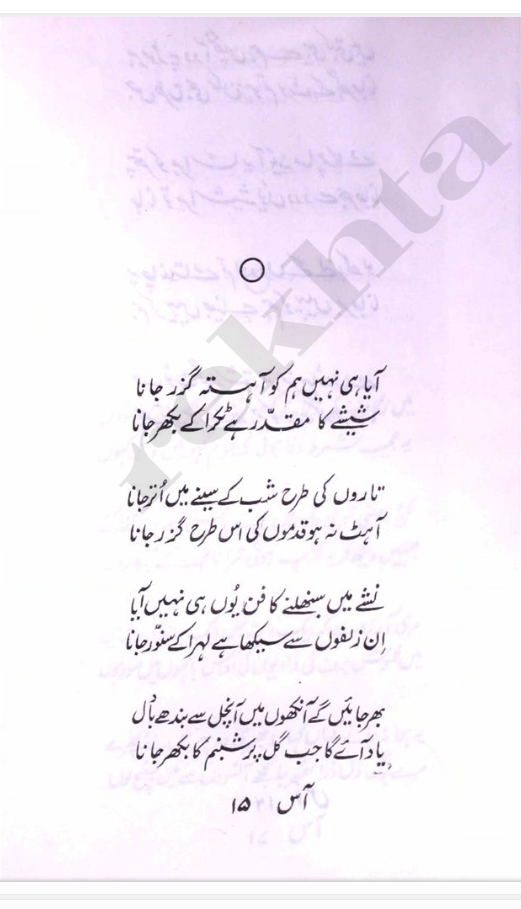 rekhta
آیا ہی نہیں ہم کو آہستہ گزر جانا
شیشے کا مقدّر ہے ٹکرا کے بکھر جانا
تاروں کی طرح شب کے سینے میں اُتر جانا
آہٹ نہ ہو قدموں کی اس طرح گزر جانا
نشے میں سنبھلنے کا فن یُوں ہی نہیں آیا
اِن زلفوں سے سیکھا ہے لہرا کے سنور جانا
بھر جائیں گے آنکھوں میں آنچل سے بندھے بادل
یاد آئے گا جب گل پر شبنم کا بکھر جانا
آس ۱۵